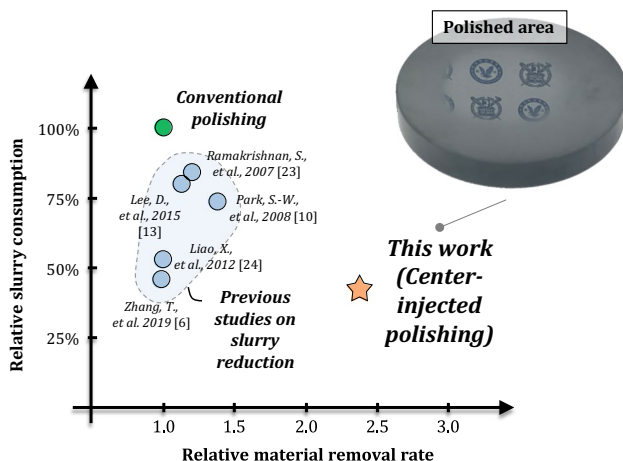 Polished area
Conventional
polishing
100%
75%
50%
25%
Relative slurry consumption
Ramakrishnan, S.,
et al., 2007 [23]
Lee, D.,
et al., 2015
[13]
Park, S.-W.,
et al., 2008 [10]
Liao, X.,
et al., 2012 [24]
Zhang, T.,
et al. 2019 [6]
Previous
studies on
slurry
reduction
This work
(Center-
injected
polishing)
1.0
1.5
2.0
2.5
3.0
Relative material removal rate